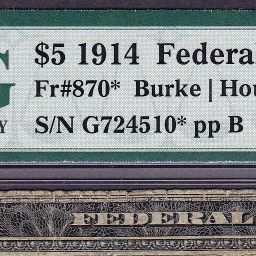 $5 1914 Federal
Fr#870* Burke | Hou
S/N G724510* pp B
FEDERAL